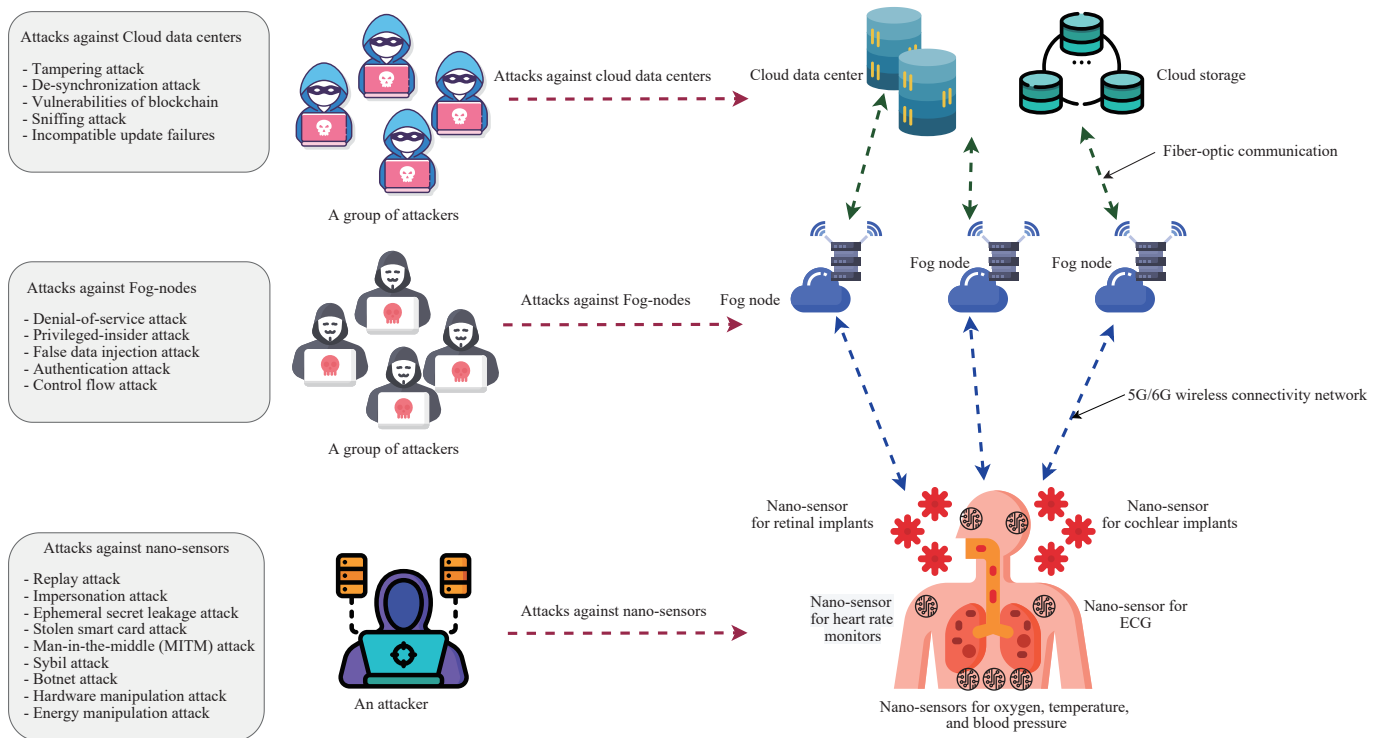 Attacks against Cloud data centers
- Tampering attack
- De-synchronization attack
- Vulnerabilities of blockchain
- Sniffing attack
- Incompatible update failures
A group of attackers
Attacks against cloud data centers
Cloud data center
Cloud storage
Fiber-optic communication
Attacks against Fog-nodes
- Denial-of-service attack
- Privileged-insider attack
- False data injection attack
- Authentication attack
- Control flow attack
A group of attackers
Attacks against Fog-nodes
Fog node
Fog node
Fog node
5G/6G wireless connectivity network
Attacks against nano-sensors
- Replay attack
- Impersonation attack
- Ephemeral secret leakage attack
- Stolen smart card attack
- Man-in-the-middle (MITM) attack
- Sybil attack
- Botnet attack
- Hardware manipulation attack
- Energy manipulation attack
An attacker
Attacks against nano-sensors
Nano-sensor
for retinal implants
Nano-sensor
for cochlear implants
Nano-sensor
for heart rate
monitors
Nano-sensor for
ECG
Nano-sensors for oxygen, temperature,
and blood pressure